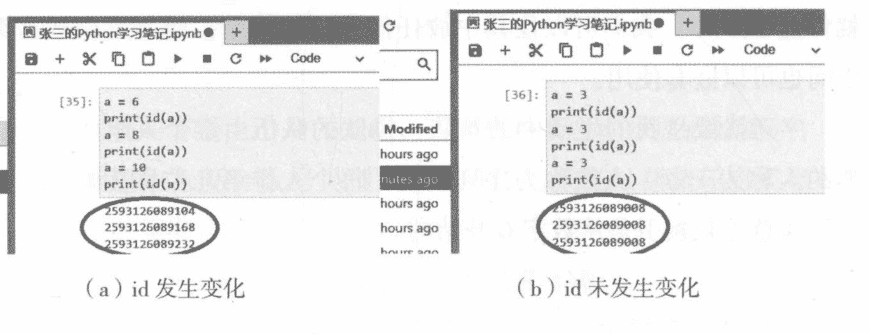 张三的Python学习笔记.ipynb
Code
[35]:
a = 6
print(id(a))
a = 8
print(id(a))
a = 10
print(id(a))
2593126089104
2593126089168
2593126089232
Modified
hours ago
nutes ago
hours ago
hours ago
hours ago
张三的Python学习笔记.ipynb
Code
[36]:
a = 3
print(id(a))
a = 3
print(id(a))
a = 3
print(id(a))
2593126089008
2593126089008
2593126089008
(a) id 发生变化
(b) id 未发生变化